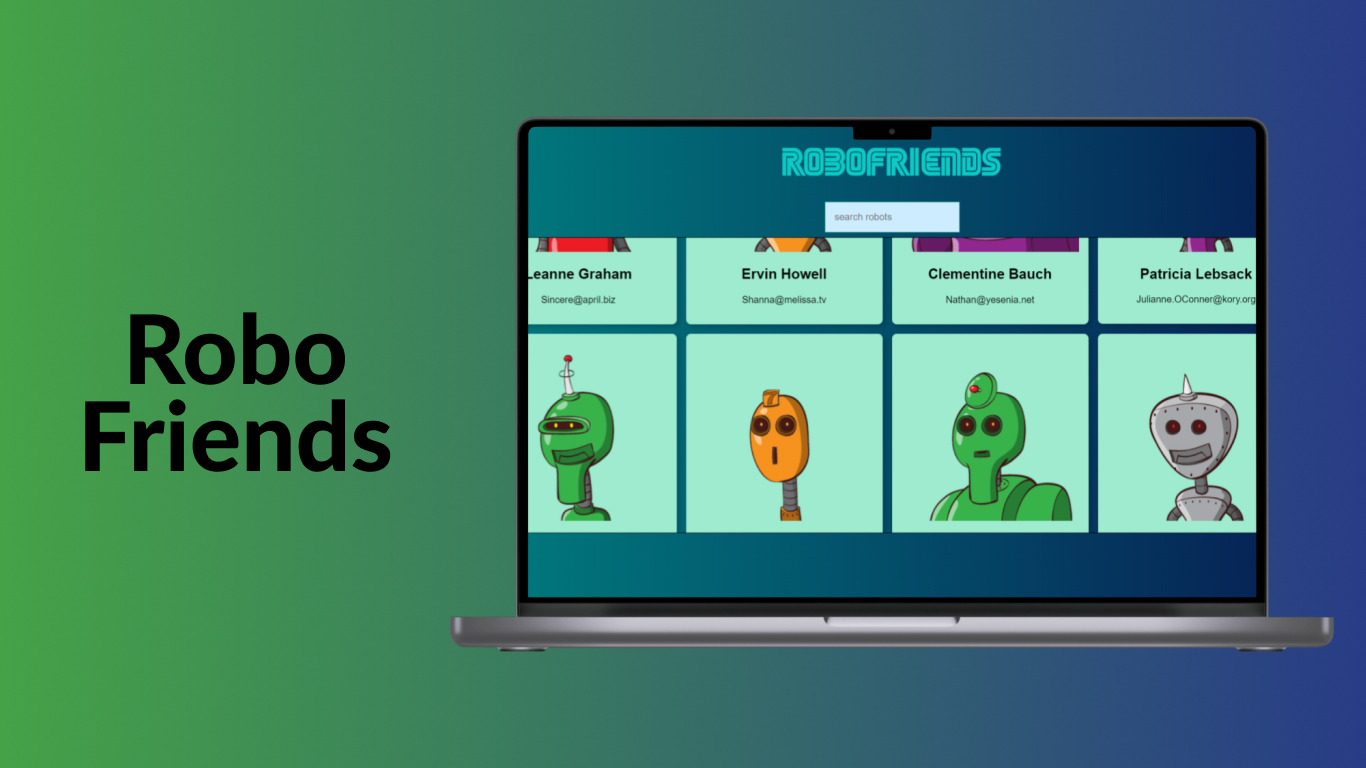 Robo
Friends
ROBOFRIENDS
search robots
Leanne Graham
Ervin Howell
Clementine Bauch
Patricia Lebsack
Sincere@april.biz
Shanna@melissa.tv
Nathan@yesenia.net
Julianne.OConner@kory.org